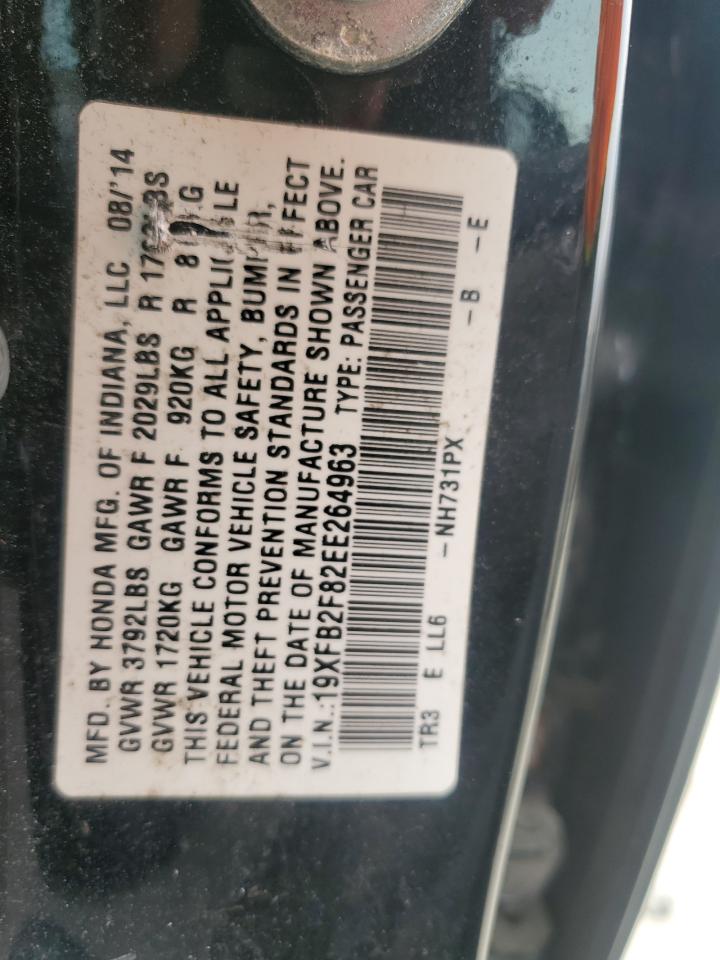 MFD. BY HONDA MFG. OF INDIANA, LLC 08/'14
GVWR 3792LBS GAWR F 2029LBS R
GVWR 1720KG GAWR F 920KG R
THIS VEHICLE CONFORMS TO ALL
FEDERAL MOTOR VEHICLE SAFETY,
AND THEFT PREVENTION STANDARDS IN EFFECT
ON THE DATE OF MANUFACTURE SHOWN ABOVE.
V.I.N.:19XFB2F82EE264963 TYPE: PASSENGER CAR
TR3 E LL6 -NH731PX -B -E